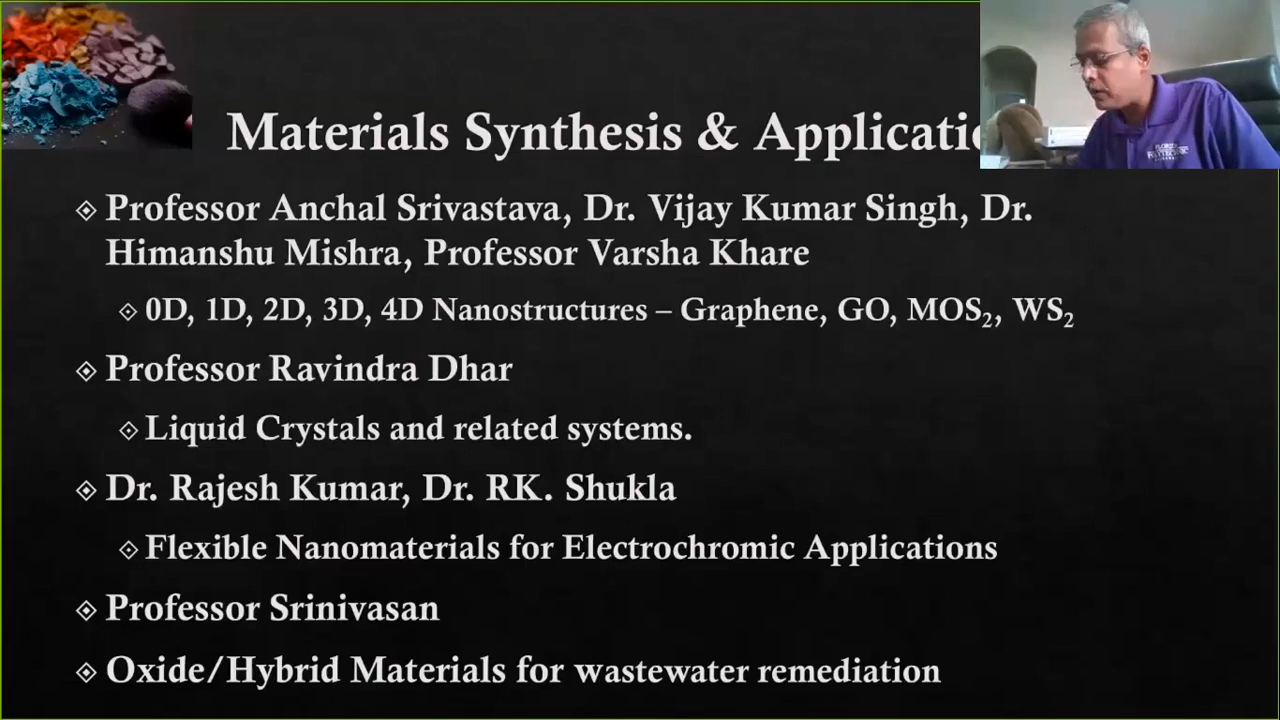 Materials Synthesis & Applicatio
Professor Anchal Srivastava, Dr. Vijay Kumar Singh, Dr.
Himanshu Mishra, Professor Varsha Khare
0D, 1D, 2D, 3D, 4D Nanostructures – Graphene, GO, MOS₂, WS₂
Professor Ravindra Dhar
Liquid Crystals and related systems.
Dr. Rajesh Kumar, Dr. RK. Shukla
Flexible Nanomaterials for Electrochromic Applications
Professor Srinivasan
Oxide/Hybrid Materials for wastewater remediation
FLORIDA